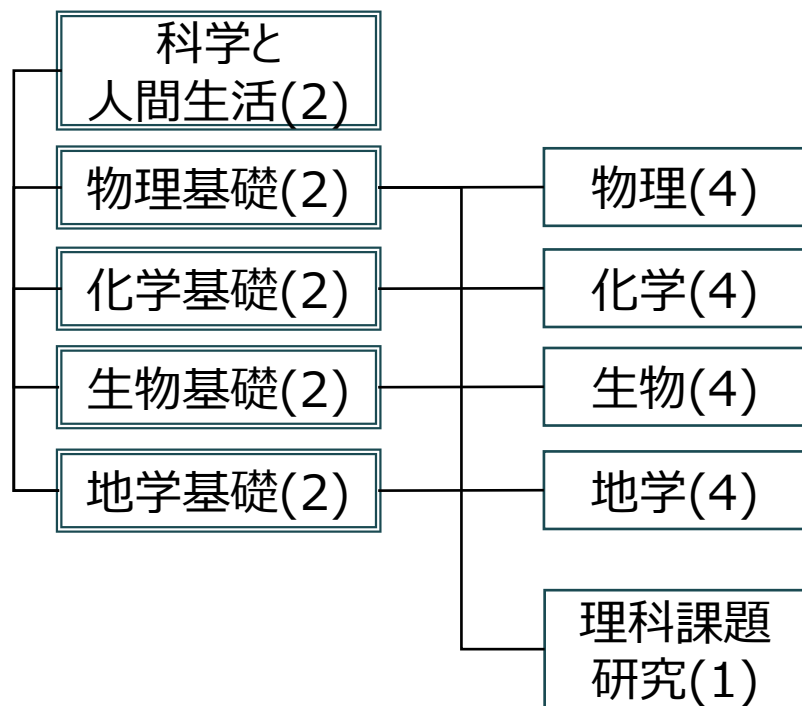 科学と
人間生活(2)
物理基礎(2)
物理(4)
化学基礎(2)
化学(4)
生物基礎(2)
生物(4)
地学基礎(2)
地学(4)
理科課題
研究(1)